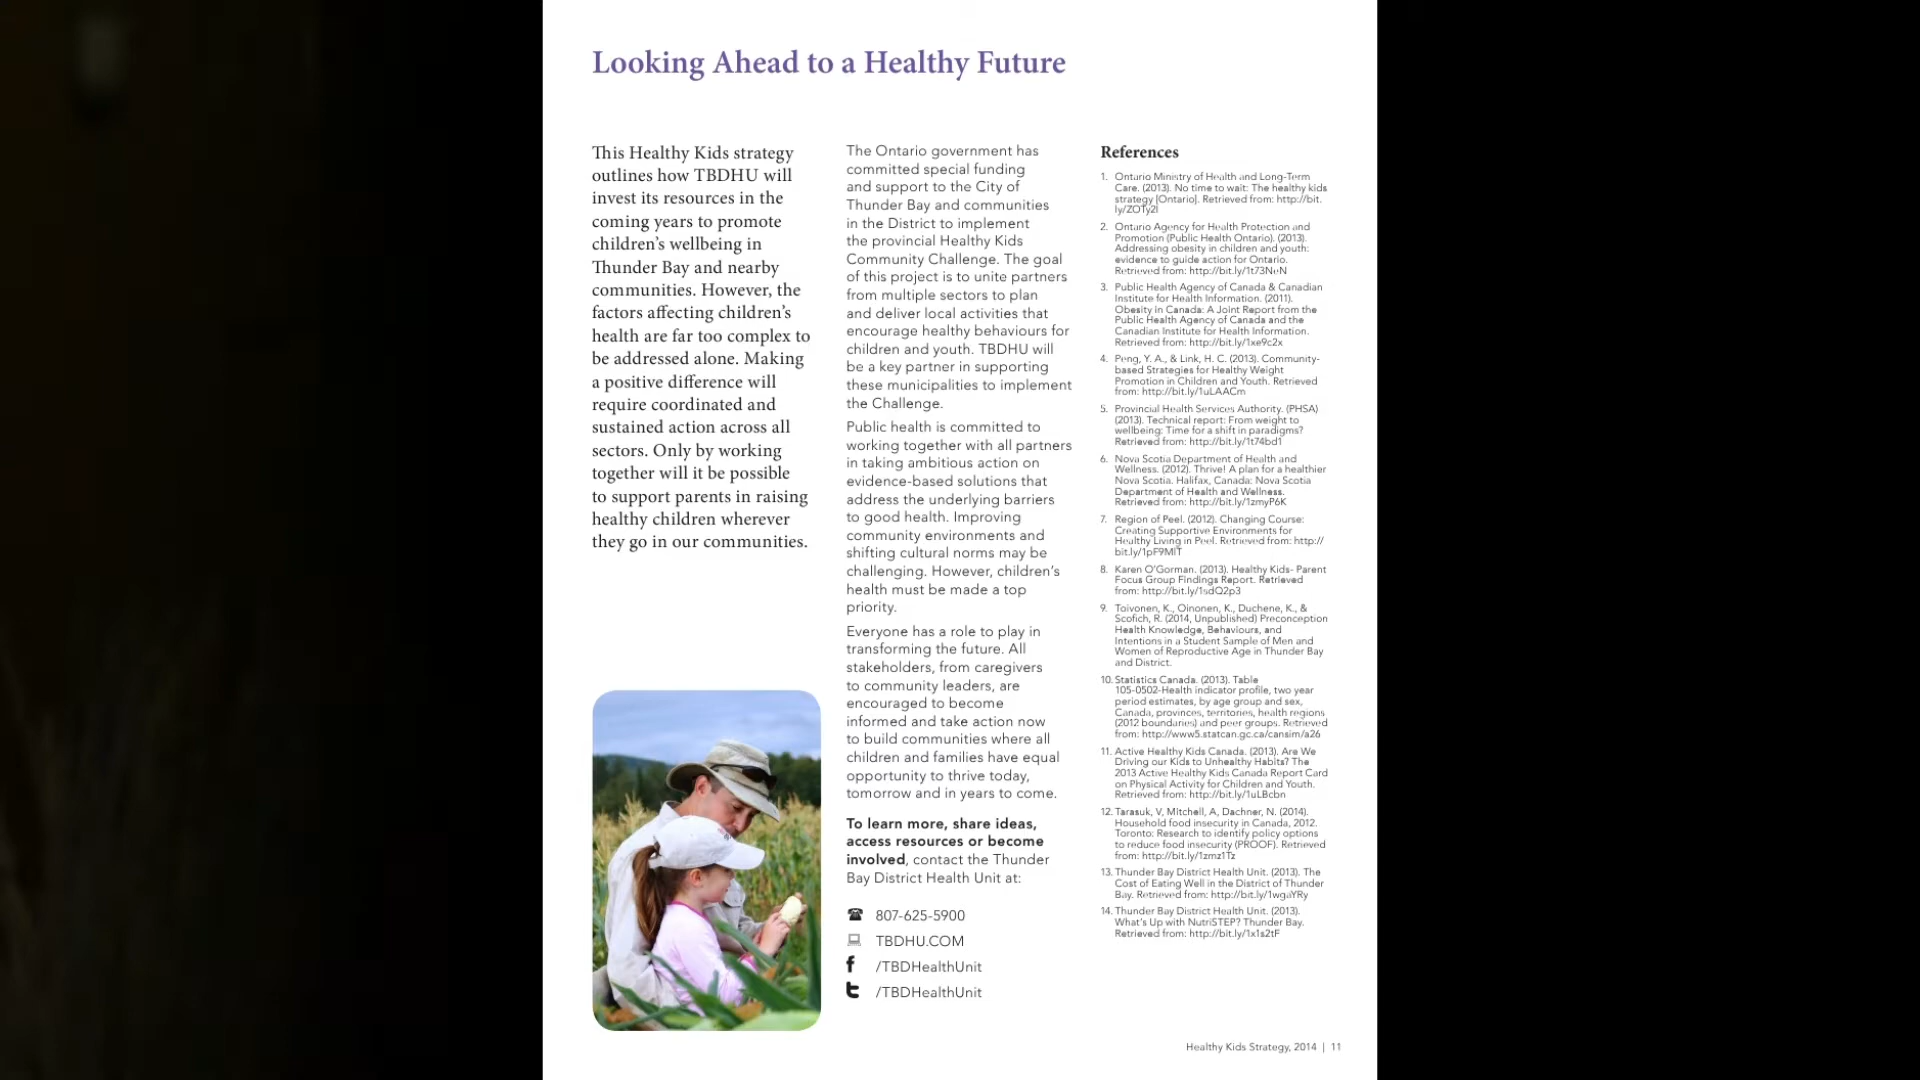 Looking Ahead to a Healthy Future
This Healthy Kids strategy
outlines how TBDHU will
invest its resources in the
coming years to promote
children's wellbeing in
Thunder Bay and nearby
communities. However, the
factors affecting children's
health are far too complex to
be addressed alone. Making
a positive difference will
require coordinated and
sustained action across all
sectors. Only by working
together will it be possible
to support parents in raising
healthy children wherever
they go in our communities.
The Ontario government has
committed special funding
and support to the City of
Thunder Bay and communities
in the District to implement
the provincial Healthy Kids
Community Challenge. The goal
of this project is to unite partners
from multiple sectors to plan
and deliver local activities that
encourage healthy behaviours for
children and youth. TBDHU will
be a key partner in supporting
these municipalities to implement
the Challenge.
Public health is committed to
working together with all partners
in taking ambitious action on
evidence-based solutions that
address the underlying barriers
to good health. Improving
community environments and
shifting cultural norms may be
challenging. However, children's
health must be made a top
priority.
Everyone has a role to play in
transforming the future. All
stakeholders, from caregivers
to community leaders, are
encouraged to become
informed and take action now
to build communities where all
children and families have equal
opportunity to thrive today,
tomorrow and in years to come.
To learn more, share ideas,
access resources or become
involved, contact the Thunder
Bay District Health Unit at:
807-625-5900
TBDHU.COM
/TBDHealthUnit
/TBDHealthUnit
References
1. Ontario Ministry of Health and Long-Term
Care. (2013). No time to wait: The healthy kids
strategy [Ontario]. Retrieved from: http://bit.
ly/ZOTy2l
2. Ontario Agency for Health Protection and
Promotion (Public Health Ontario). (2013).
Addressing obesity in children and youth:
evidence to guide action for Ontario.
Retrieved from: http://bit.ly/1t73NeN
3. Public Health Agency of Canada & Canadian
Institute for Health Information. (2011).
Obesity in Canada: A Joint Report from the
Public Health Agency of Canada and the
Canadian Institute for Health Information.
Retrieved from: http://bit.ly/1xe9c2x
4. Peng, Y. A., & Link, H. C. (2013). Community-
based Strategies for Healthy Weight
Promotion in Children and Youth. Retrieved
from: http://bit.ly/1uLAACm
5. Provincial Health Services Authority. (PHSA)
(2013). Technical report: From weight to
wellbeing: Time for a shift in paradigms?
Retrieved from: http://bit.ly/1t74bd1
6. Nova Scotia Department of Health and
Wellness. (2012). Thrive! A plan for a healthier
Nova Scotia. Halifax, Canada: Nova Scotia
Department of Health and Wellness.
Retrieved from: http://bit.ly/1zmyP6K
7. Region of Peel. (2012). Changing Course:
Creating Supportive Environments for
Healthy Living in Peel. Retrieved from: http://
bit.ly/1pF9MlT
8. Karen O'Gorman. (2013). Healthy Kids- Parent
Focus Group Findings Report. Retrieved
from: http://bit.ly/1sdQ2p3
9. Toivonen, K., Oinonen, K., Duchene, K., &
Scofich, R. (2014, Unpublished) Preconception
Health Knowledge, Behaviours, and
Intentions in a Student Sample of Men and
Women of Reproductive Age in Thunder Bay
and District.
10. Statistics Canada. (2013). Table
105-0502-Health indicator profile, two year
period estimates, by age group and sex,
Canada, provinces, territories, health regions
(2012 boundaries) and peer groups. Retrieved
from: http://www5.statcan.gc.ca/cansim/a26
11. Active Healthy Kids Canada. (2013). Are We
Driving our Kids to Unhealthy Habits? The
2013 Active Healthy Kids Canada Report Card
on Physical Activity for Children and Youth.
Retrieved from: http://bit.ly/1uLBcbn
12. Tarasuk, V, Mitchell, A, Dachner, N. (2014).
Household food insecurity in Canada, 2012.
Toronto: Research to identify policy options
to reduce food insecurity (PROOF). Retrieved
from: http://bit.ly/1zmz1Tz
13. Thunder Bay District Health Unit. (2013). The
Cost of Eating Well in the District of Thunder
Bay. Retrieved from: http://bit.ly/1wgaYRy
14. Thunder Bay District Health Unit. (2013).
What's Up with NutriSTEP? Thunder Bay.
Retrieved from: http://bit.ly/1x1s2tF
Healthy Kids Strategy, 2014 | 11